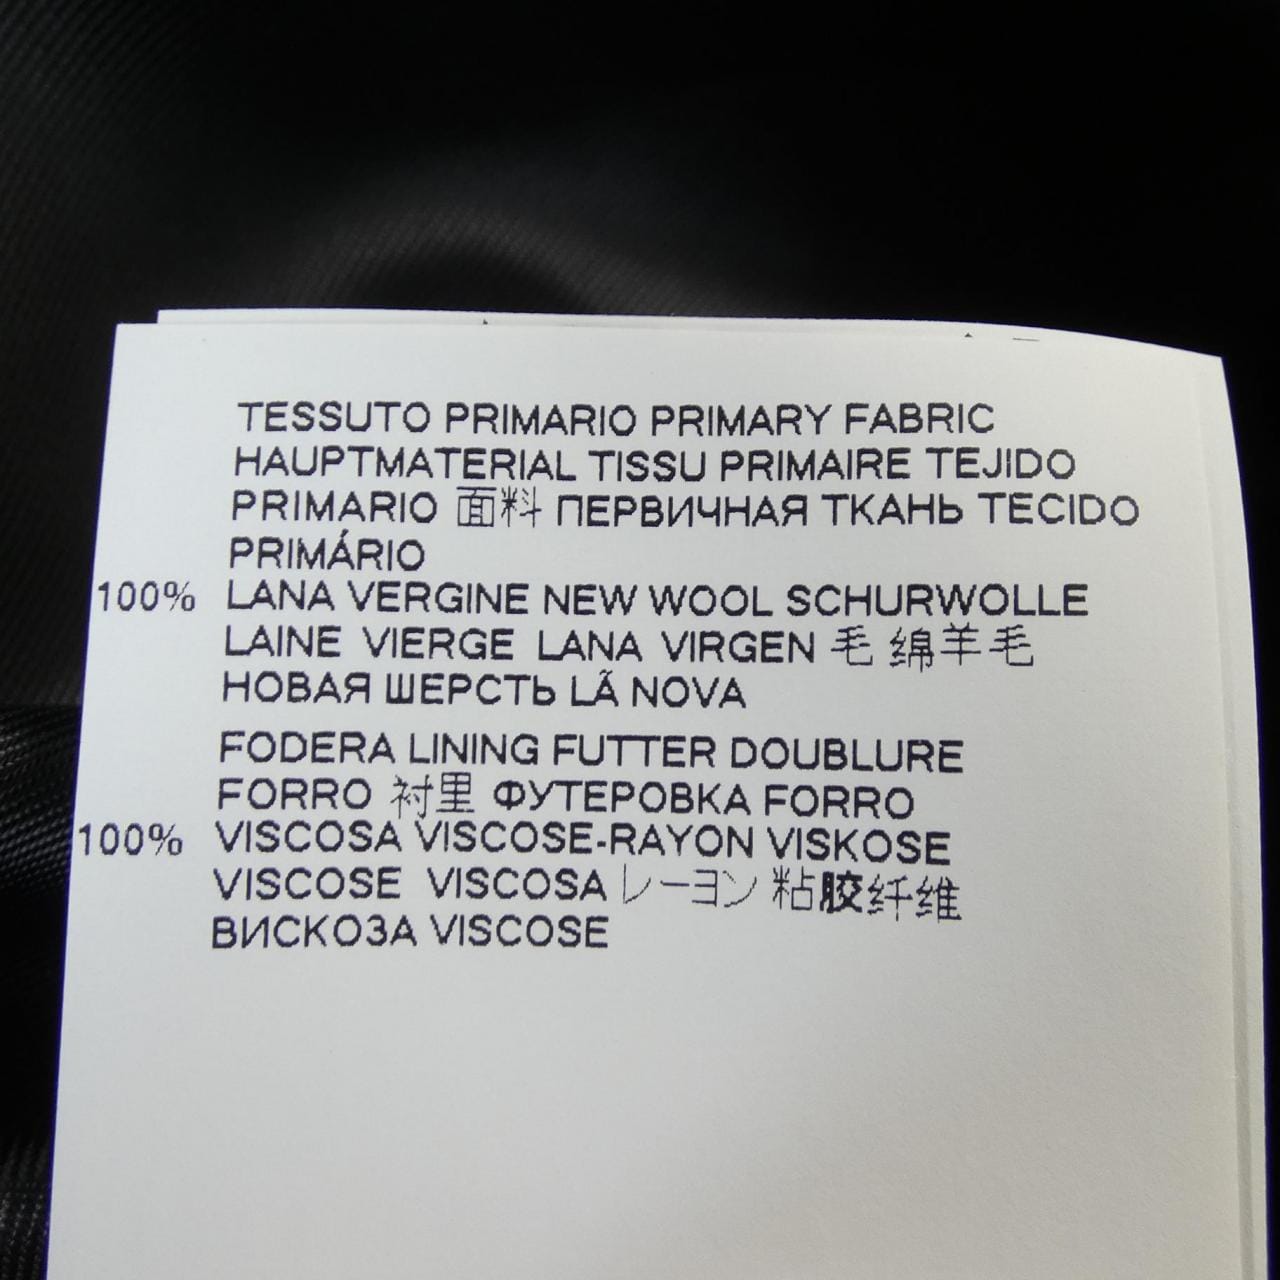 TESSUTO PRIMARIO PRIMARY FABRIC
HAUPTMATERIAL TISSU PRIMAIRE TEJIDO
PRIMARIO 面料 ПЕРВИЧНАЯ ТКАНЬ TECIDO
PRIMÁRIO
100% LANA VERGINE NEW WOOL SCHURWOLLE
LAINE VIERGE LANA VIRGEN 毛 绵羊毛
НОВАЯ ШЕРСТЬ LÃ NOVA
FODERA LINING FUTTER DOUBLURE
FORRO 衬里 ФУТЕРОВКА FORRO
100% VISCOSA VISCOSE-RAYON VISKOSE
VISCOSE VISCOSA レーヨン 粘胶纤维
ВИСКОЗА VISCOSE